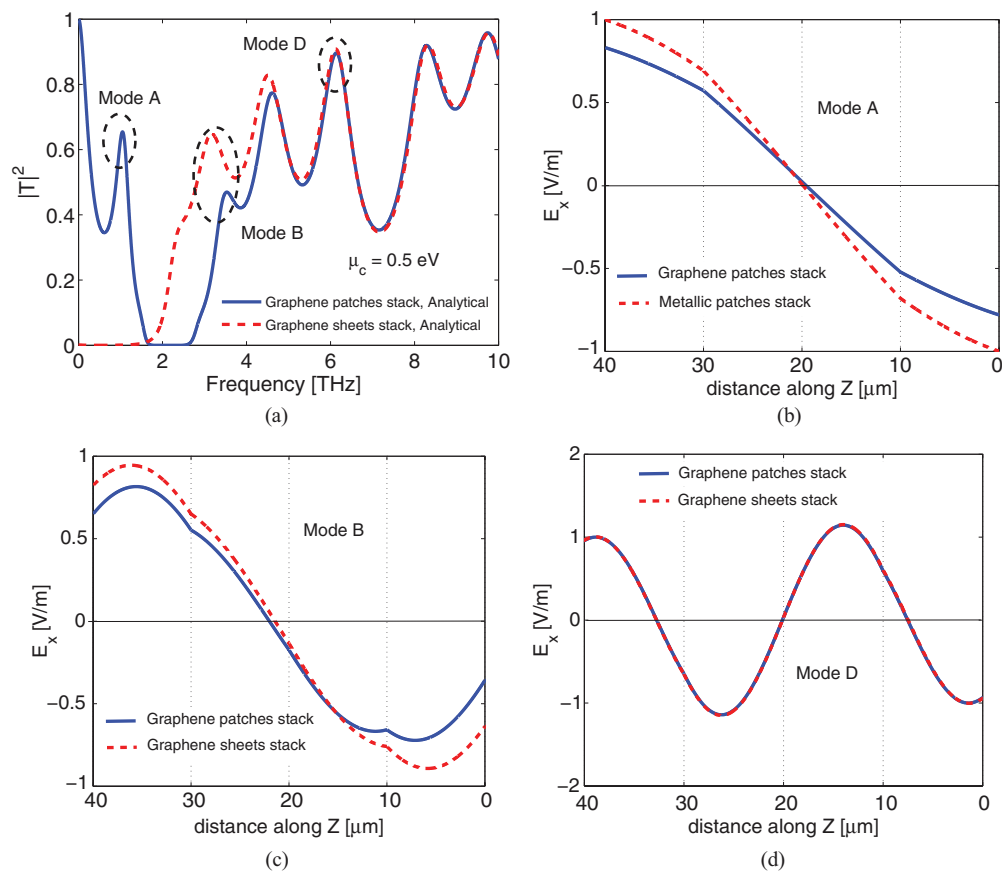 (a)
1
0.8
0.6
0.4
0.2
0
|T|²
Mode A
Mode D
Mode B
μc = 0.5 eV
Graphene patches stack, Analytical
Graphene sheets stack, Analytical
0 2 4 6 8 10
Frequency [THz]
(a)
(b)
1
0.5
0
−0.5
−1
Ex [V/m]
Mode A
Graphene patches stack
Metallic patches stack
40 30 20 10 0
distance along Z [μm]
(b)
(c)
1
0.5
0
−0.5
−1
Ex [V/m]
Mode B
Graphene patches stack
Graphene sheets stack
40 30 20 10 0
distance along Z [μm]
(c)
(d)
2
1
0
−1
−2
Ex [V/m]
Graphene patches stack
Graphene sheets stack
Mode D
40 30 20 10 0
distance along Z [μm]
(d)